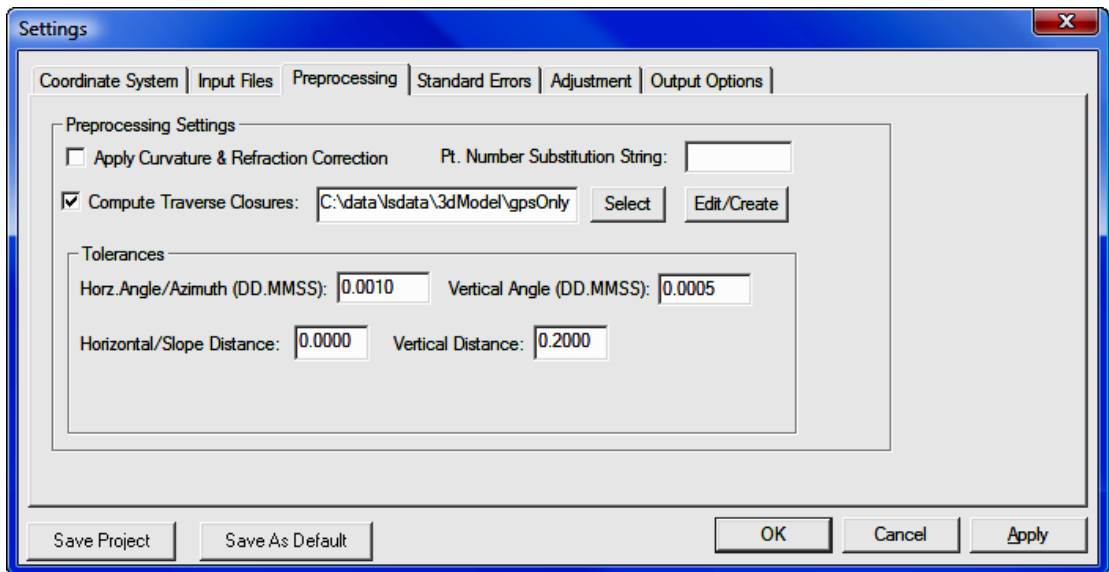 Settings
X
Coordinate System | Input Files | Preprocessing | Standard Errors | Adjustment | Output Options
Preprocessing Settings
Apply Curvature & Refraction Correction Pt. Number Substitution String:
Compute Traverse Closures: C:\data\lsdata\3dModel\gpsOnly Select Edit/Create
Tolerances
Horz.Angle/Azimuth (DD.MMSS): 0.0010 Vertical Angle (DD.MMSS): 0.0005
Horizontal/Slope Distance: 0.0000 Vertical Distance: 0.2000
Save Project Save As Default OK Cancel Apply